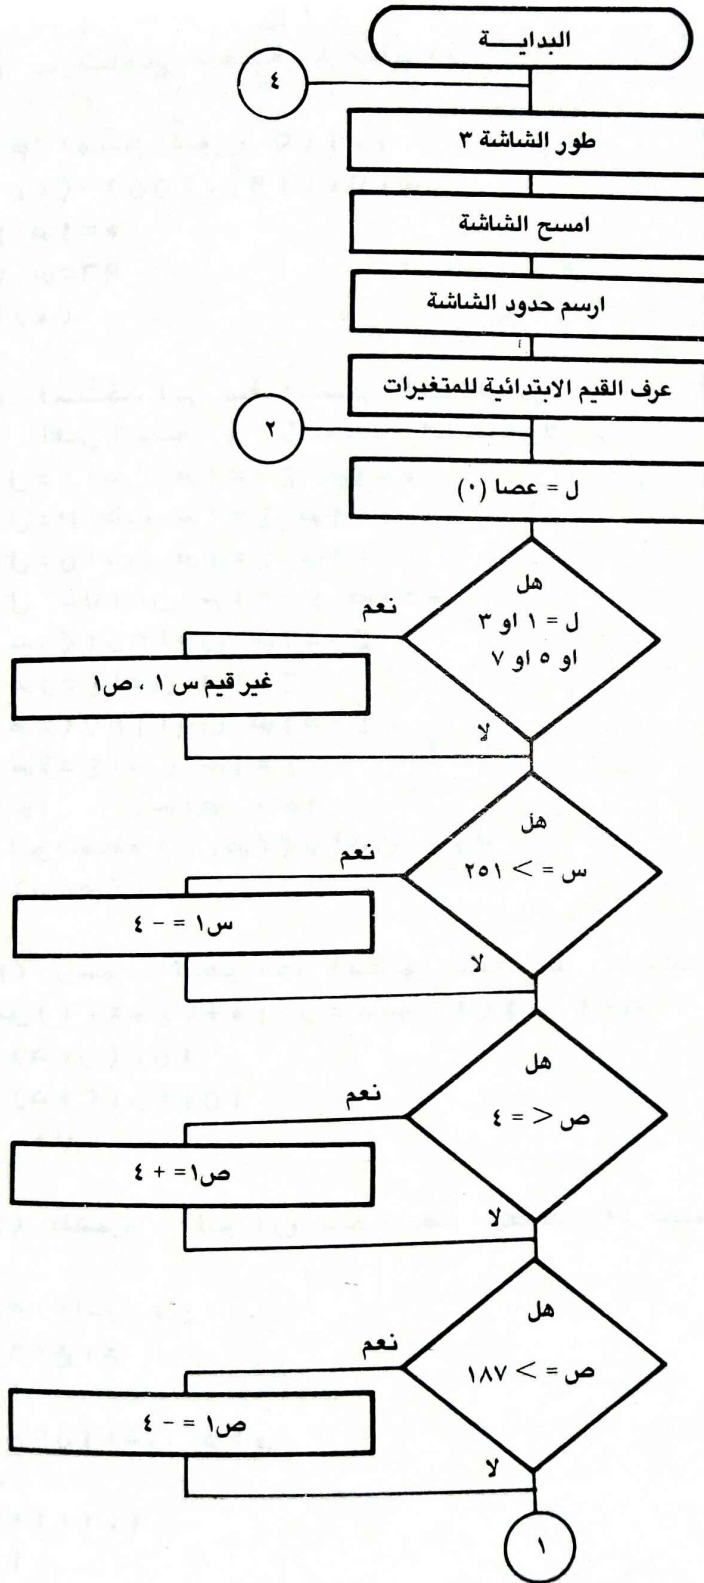 البدايـــة
٤
طور الشاشة ٣
امسح الشاشة
ارسم حدود الشاشة
عرف القيم الابتدائية للمتغيرات
٢
ل = عصا (٠)
هل
ل = ١ او ٣
او ٥ او ٧
نعم
غير قيم س ١ ، ص١
لا
هل
س = > ٢٥١
نعم
س١ = - ٤
لا
هل
ص < = ٤
نعم
ص١ = + ٤
لا
هل
ص = > ١٨٧
نعم
ص١ = - ٤
لا
١